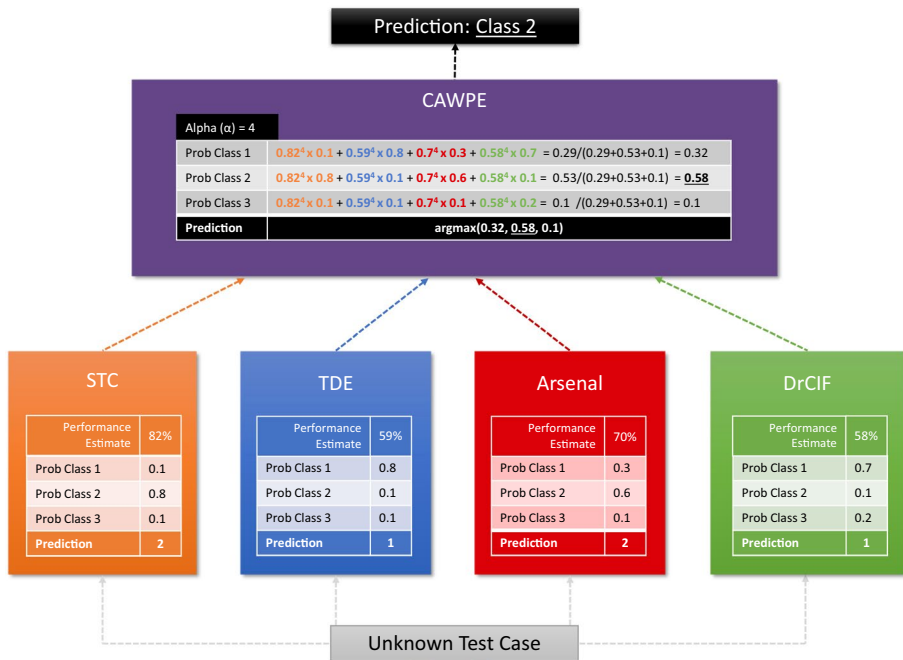 Prediction: Class 2
CAWPE
Alpha (α) = 4
Prob Class 1 0.82⁴ x 0.1 + 0.59⁴ x 0.8 + 0.7⁴ x 0.3 + 0.58⁴ x 0.7 = 0.29/(0.29+0.53+0.1) = 0.32
Prob Class 2 0.82⁴ x 0.8 + 0.59⁴ x 0.1 + 0.7⁴ x 0.6 + 0.58⁴ x 0.1 = 0.53/(0.29+0.53+0.1) = 0.58
Prob Class 3 0.82⁴ x 0.1 + 0.59⁴ x 0.1 + 0.7⁴ x 0.1 + 0.58⁴ x 0.2 = 0.1 /(0.29+0.53+0.1) = 0.1
Prediction argmax(0.32, 0.58, 0.1)
STC
Performance
Estimate 82%
Prob Class 1 0.1
Prob Class 2 0.8
Prob Class 3 0.1
Prediction 2
TDE
Performance
Estimate 59%
Prob Class 1 0.8
Prob Class 2 0.1
Prob Class 3 0.1
Prediction 1
Arsenal
Performance
Estimate 70%
Prob Class 1 0.3
Prob Class 2 0.6
Prob Class 3 0.1
Prediction 2
DrCIF
Performance
Estimate 58%
Prob Class 1 0.7
Prob Class 2 0.1
Prob Class 3 0.2
Prediction 1
Unknown Test Case